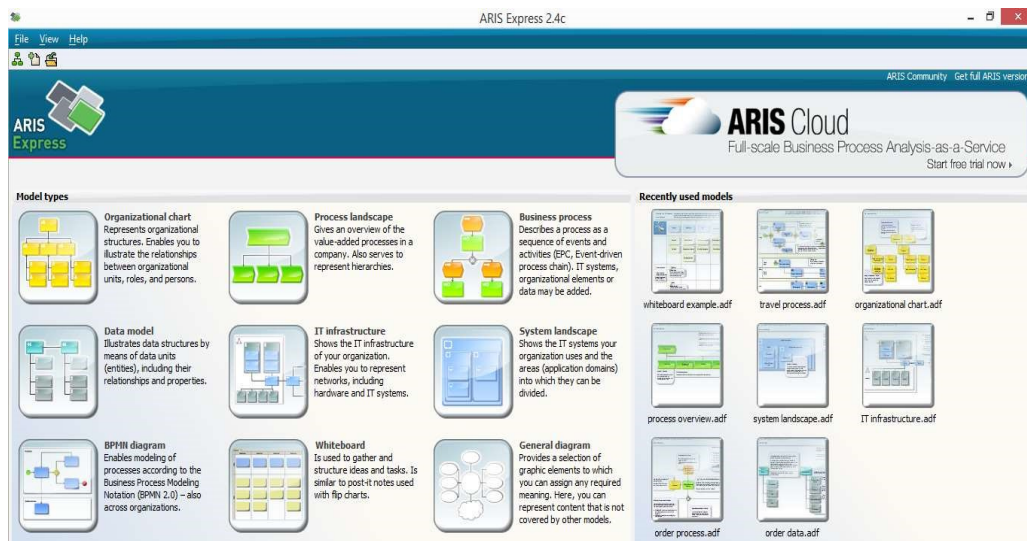 ARIS Express 2.4c
File View Help
ARIS Community Get full ARIS version
ARIS
Express
ARIS Cloud
Full-scale Business Process Analysis-as-a-Service
Start free trial now
Model types
Organizational chart
Represents organizational
structures. Enables you to
illustrate the relationships
between organizational
units, roles, and persons.
Process landscape
Gives an overview of the
value-added processes in a
company. Also serves to
represent hierarchies.
Business process
Describes a process as a
sequence of events and
activities (EPC, Event-driven
process chain). IT systems,
organizational elements or
data may be added.
Data model
Illustrates data structures by
means of data units
(entities), including their
relationships and properties.
IT infrastructure
Shows the IT infrastructure
of your organization.
Enables you to represent
networks, including
hardware and IT systems.
System landscape
Shows the IT systems your
organization uses and the
areas (application domains)
into which they can be
divided.
BPMN diagram
Enables modeling of
processes according to the
Business Process Modeling
Notation (BPMN 2.0) – also
across organizations.
Whiteboard
Is used to gather and
structure ideas and tasks. Is
similar to post-it notes used
with flip charts.
General diagram
Provides a selection of
graphic elements to which
you can assign any required
meaning. Here, you can
represent content that is not
covered by other models.
Recently used models
whiteboard example.adf
travel process.adf
organizational chart.adf
process overview.adf
system landscape.adf
IT infrastructure.adf
order process.adf
order data.adf